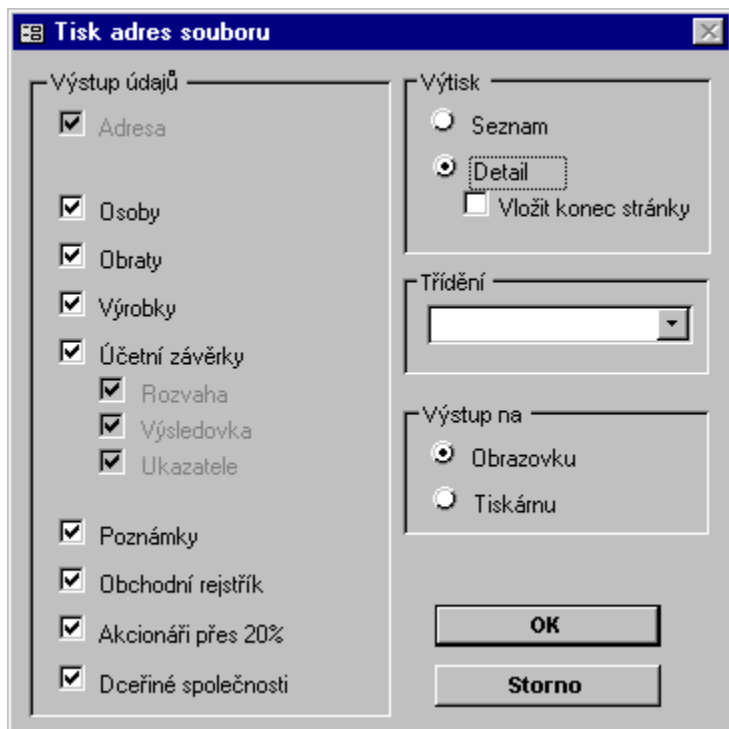 Tisk adres souboru
Výstup údajů
Adresa
Osoby
Obraty
Výrobky
Účetní závěrky
Rozvaha
Výsledovka
Ukazatele
Poznámky
Obchodní rejstřík
Akcionáři přes 20%
Dceřiné společnosti
Výtisk
Seznam
Detail
Vložit konec stránky
Třídění
Výstup na
Obrazovku
Tiskárnu
OK
Storno